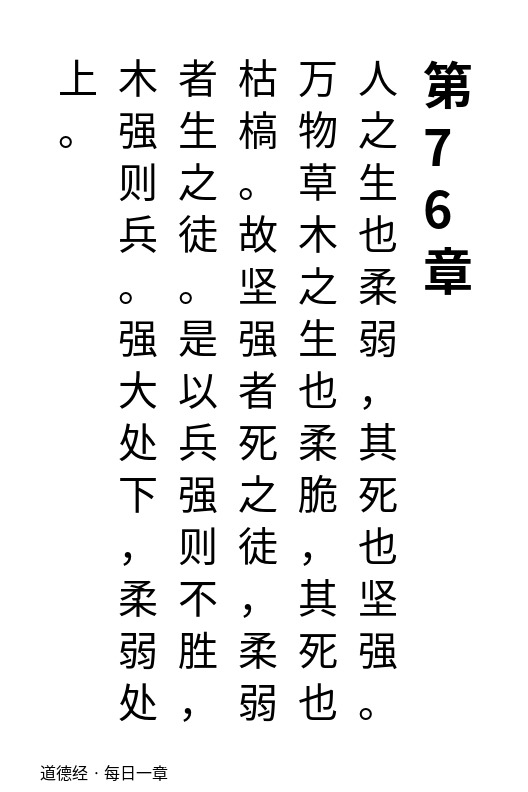 第76章
人之生也柔弱，其死也坚强。
万物草木之生也柔脆，其死也
枯槁。故坚强者死之徒，柔弱
者生之徒。是以兵强则不胜，
木强则兵。强大处下，柔弱处
上。
道德经 · 每日一章